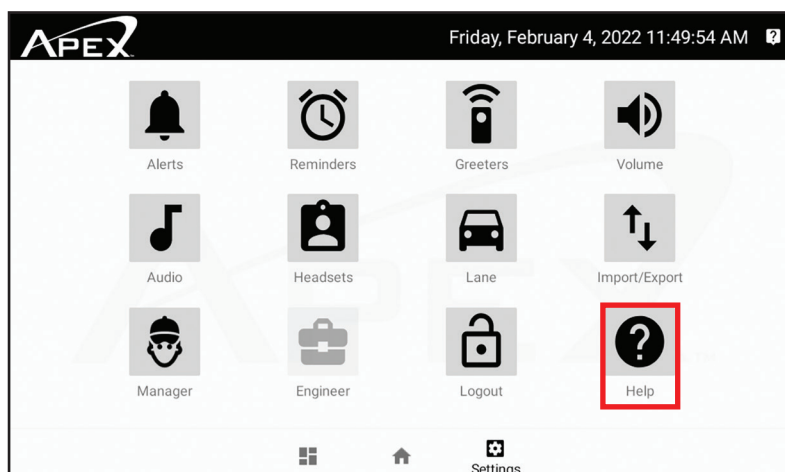 APEX
Friday, February 4, 2022 11:49:54 AM
Alerts Reminders Greeters Volume
Audio Headsets Lane Import/Export
Manager Engineer Logout Help
Settings
APEX